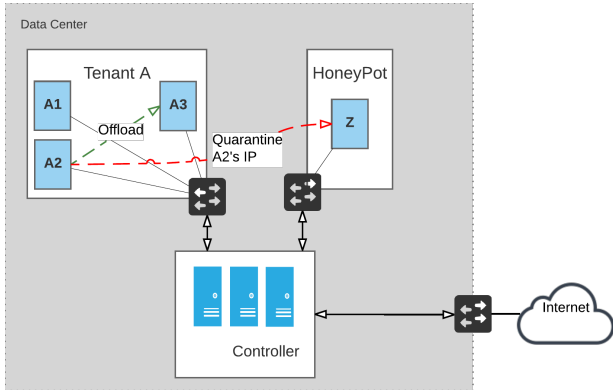 Data Center
Tenant A
HoneyPot
A1
A3
Z
Offload
A2
Quarantine
A2's IP
Internet
Controller